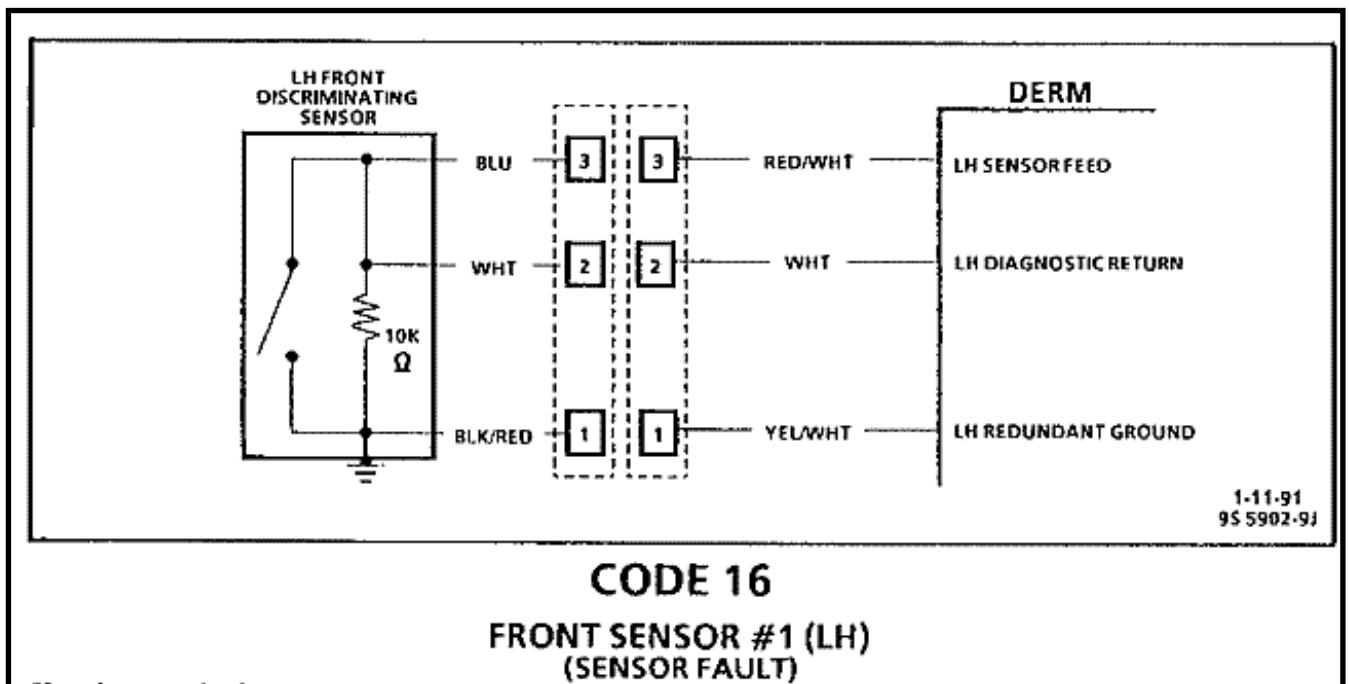 LH FRONT
DISCRIMINATING
SENSOR
DERM
BLU
3
3
RED/WHT
LH SENSOR FEED
WHT
2
2
WHT
LH DIAGNOSTIC RETURN
10K
Ω
BLK/RED
1
1
YEL/WHT
LH REDUNDANT GROUND
1-11-91
9S 5902-9J
CODE 16
FRONT SENSOR #1 (LH)
(SENSOR FAULT)